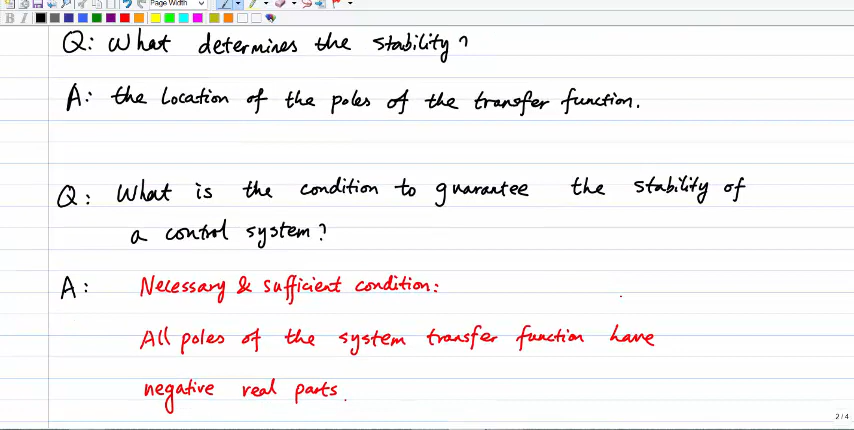 Page Width
B I
Q: What determines the stability?
A: the Location of the poles of the transfer function.
Q: What is the condition to guarantee the stability of
a control system?
A: Necessary & sufficient condition:
All poles of the system transfer function have
negative real parts.
2 / 4